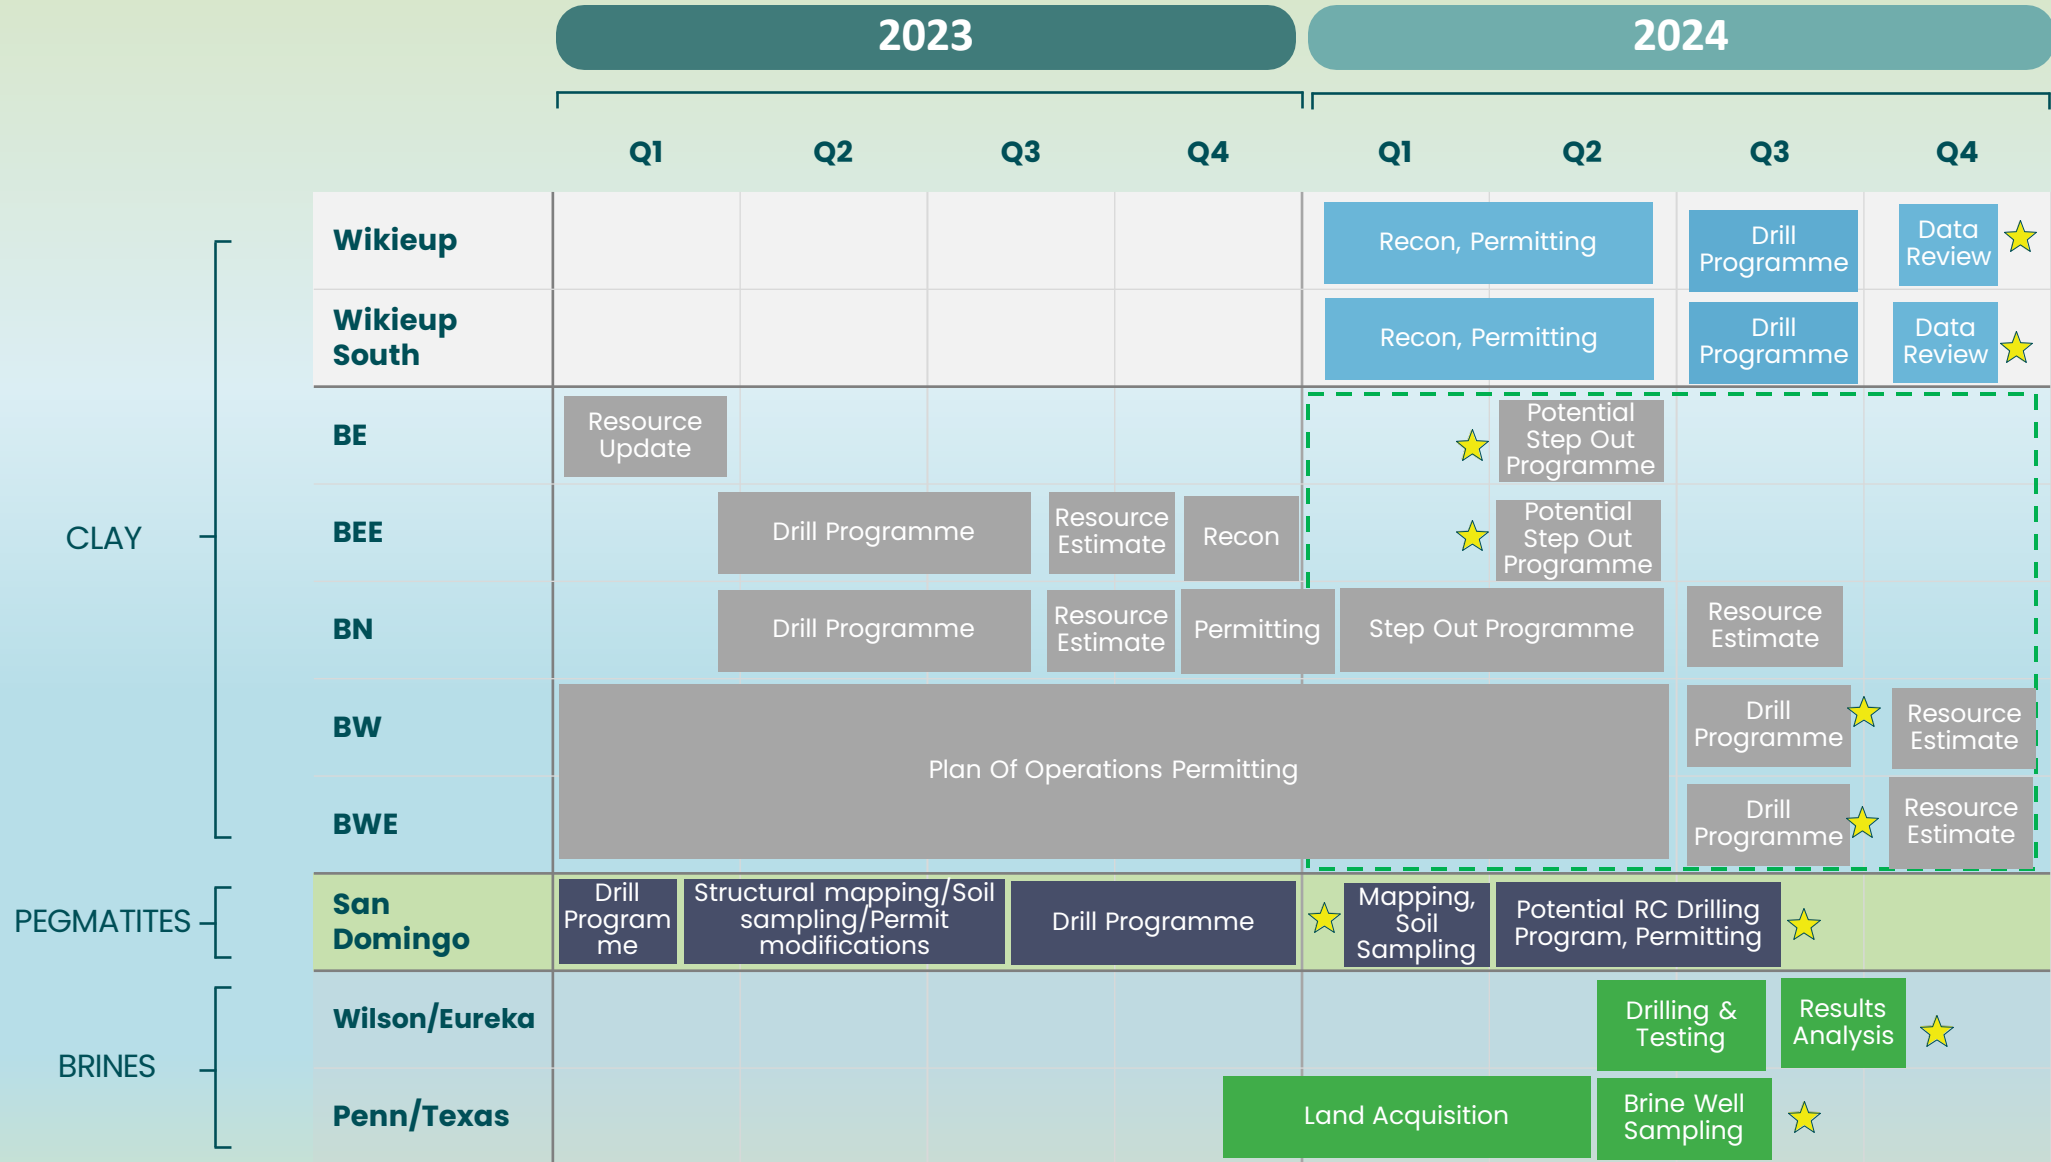 2023
2024
Q1
Q2
Q3
Q4
Q1
Q2
Q3
Q4
CLAY
Wikieup
Recon, Permitting
Drill
Programme
Data
Review
Wikieup
South
Recon, Permitting
Drill
Programme
Data
Review
BE
Resource
Update
Potential
Step Out
Programme
BEE
Drill Programme
Resource
Estimate
Recon
Potential
Step Out
Programme
BN
Drill Programme
Resource
Estimate
Permitting
Step Out Programme
Resource
Estimate
BW
Plan Of Operations Permitting
Drill
Programme
Resource
Estimate
BWE
Drill
Programme
Resource
Estimate
PEGMATITES
San
Domingo
Drill
Program
me
Structural mapping/Soil
sampling/Permit
modifications
Drill Programme
Mapping,
Soil
Sampling
Potential RC Drilling
Program, Permitting
BRINES
Wilson/Eureka
Drilling &
Testing
Results
Analysis
Penn/Texas
Land Acquisition
Brine Well
Sampling